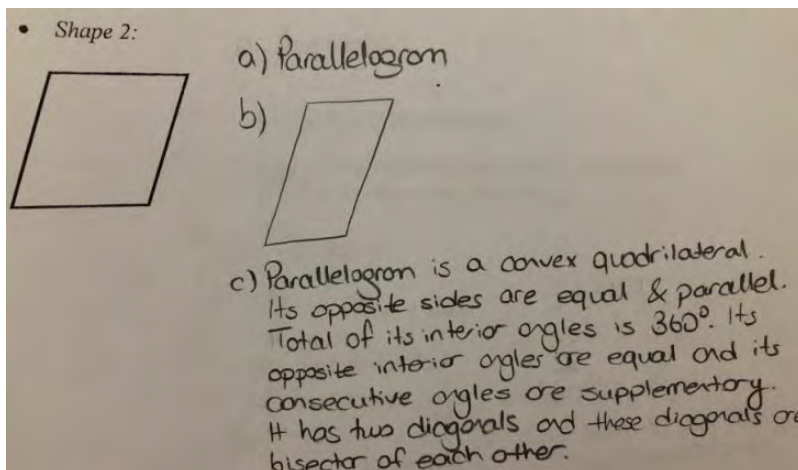 • Shape 2:
a) Parallelogrom
b)
c) Parallelogrom is a convex quadrilateral.
Its opposite sides are equal & parallel.
Total of its interior angles is 360°. Its
opposite interior angles are equal and its
consecutive angles are supplementary.
It has two diagonals and these diagonals are
bisector of each other.